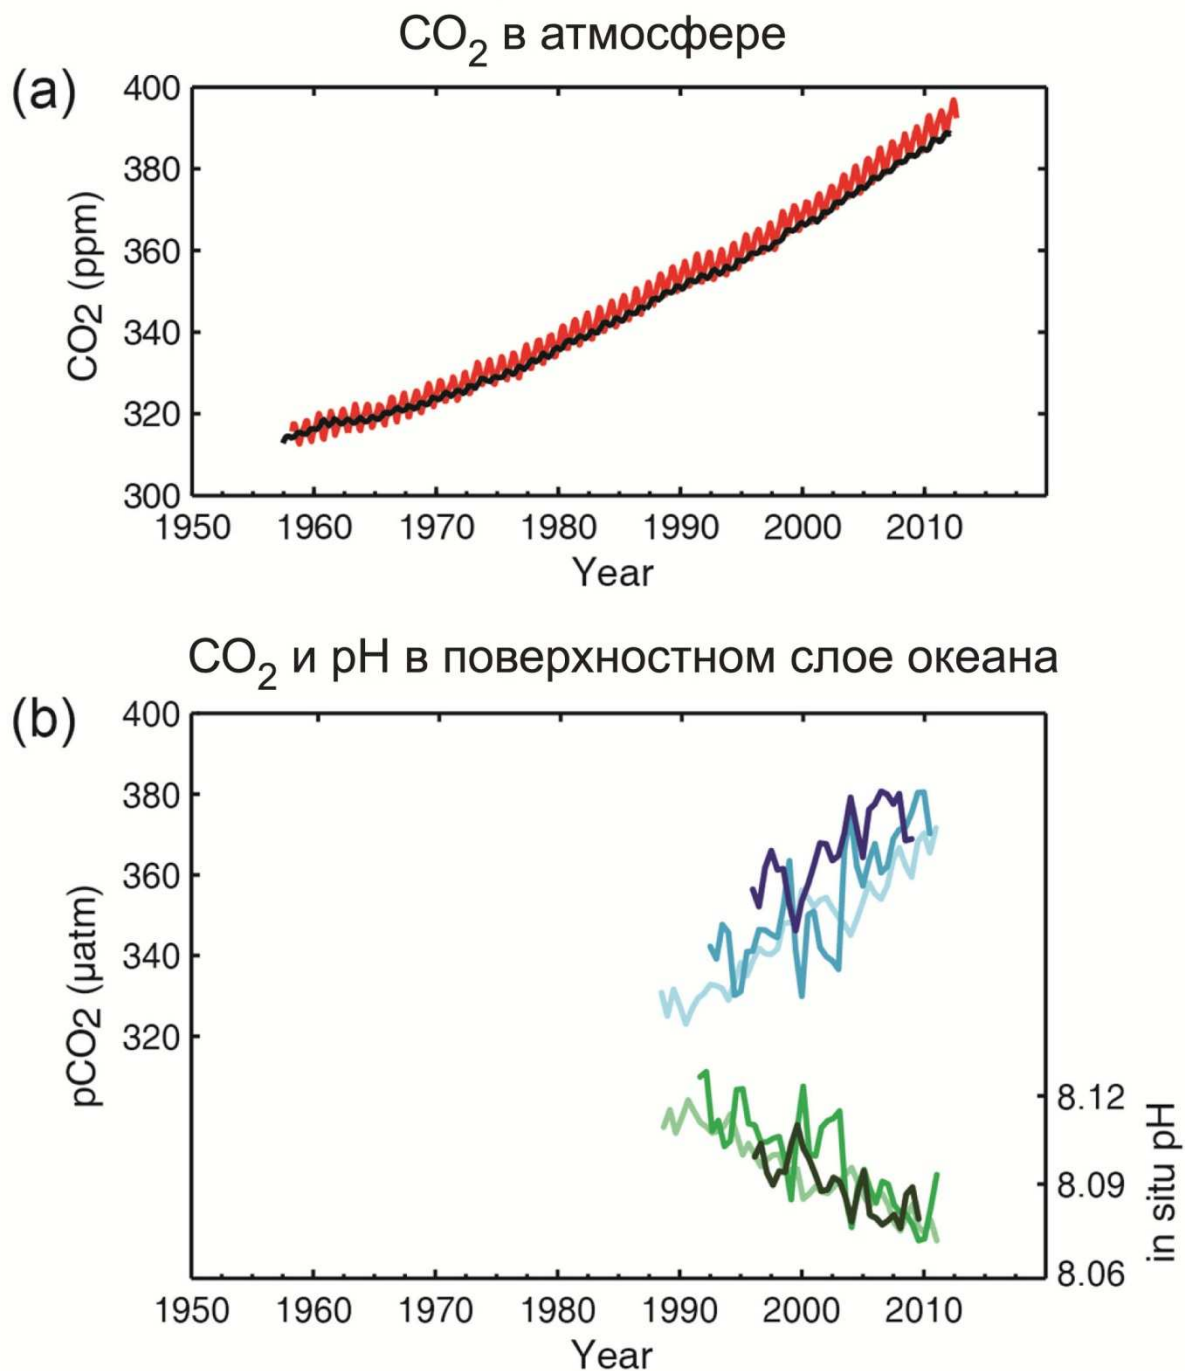 CO₂ в атмосфере
(a)
400
380
360
340
320
300
CO2 (ppm)
1950 1960 1970 1980 1990 2000 2010
Year
CO₂ и pH в поверхностном слое океана
(b)
400
380
360
340
320
pCO2 (µatm)
8.12
8.09
8.06
in situ pH
1950 1960 1970 1980 1990 2000 2010
Year